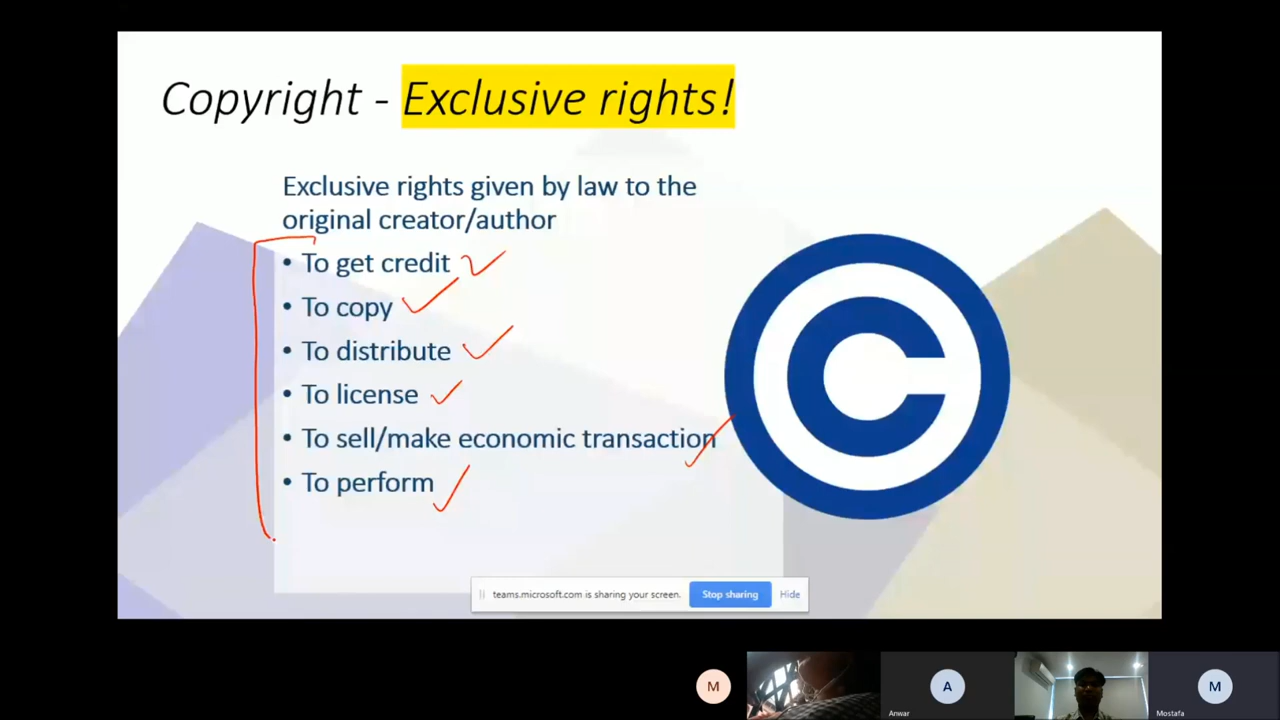 Copyright - Exclusive rights!
Exclusive rights given by law to the
original creator/author
• To get credit
• To copy
• To distribute
• To license
• To sell/make economic transaction
• To perform
C
teams.microsoft.com is sharing your screen. Stop sharing Hide
M
A
M
Anwar
Mostafa